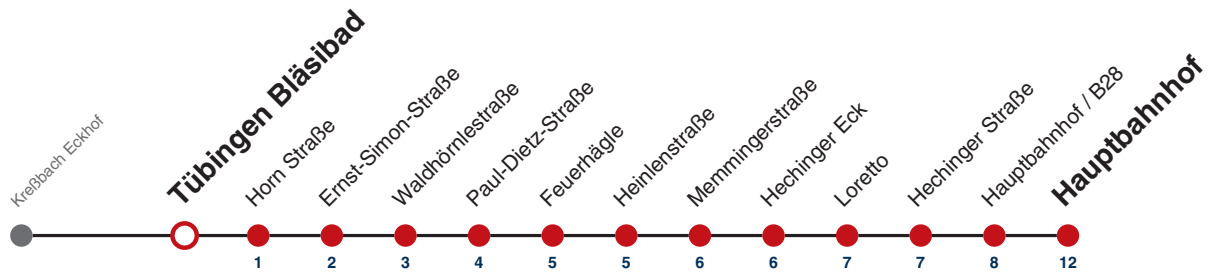 Kreßbach Eckhof
Tübingen Bläsibad
Horn Straße
Ernst-Simon-Straße
Waldhörnlestraße
Paul-Dietz-Straße
Feuerhägle
Heinlenstraße
Memmingerstraße
Hechinger Eck
Loretto
Hechinger Straße
Hauptbahnhof / B28
Hauptbahnhof
1 2 3 4 5 5 6 6 7 7 8 12